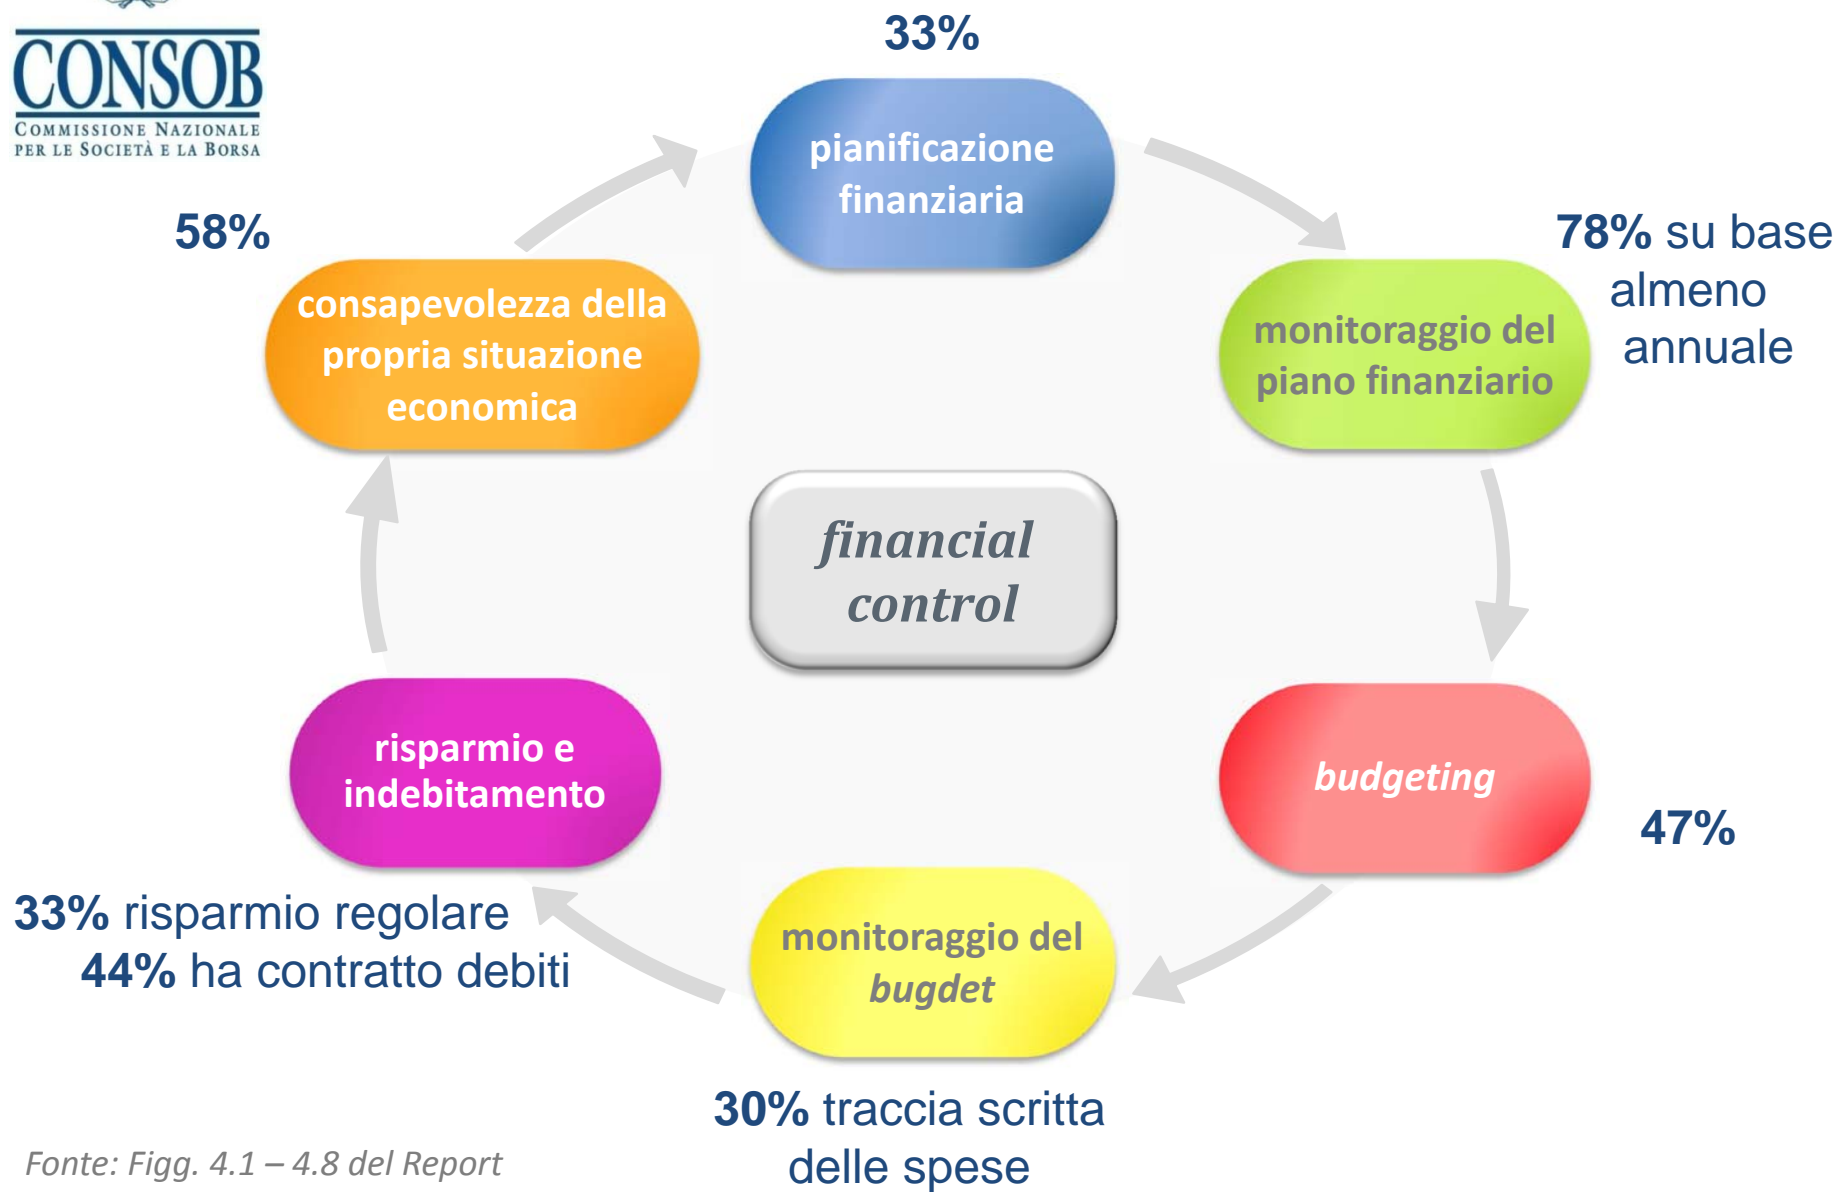 CONSOB
COMMISSIONE NAZIONALE
PER LE SOCIETÀ E LA BORSA
33%
pianificazione
finanziaria
58%
consapevolezza della
propria situazione
economica
78% su base
almeno
annuale
monitoraggio del
piano finanziario
financial
control
risparmio e
indebitamento
budgeting
47%
33% risparmio regolare
44% ha contratto debiti
monitoraggio del
bugdet
30% traccia scritta
delle spese
Fonte: Figg. 4.1 – 4.8 del Report